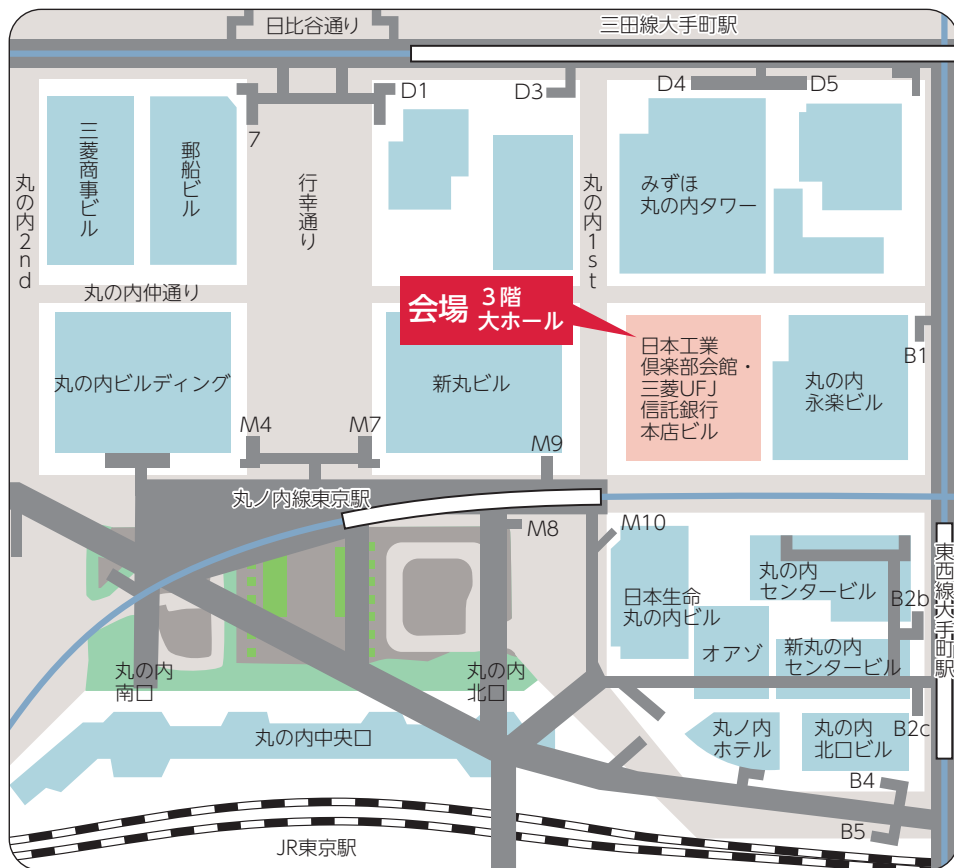 日比谷通り
三田線大手町駅
D1
D3
D4
D5
7
三菱商事ビル
郵船ビル
行幸通り
丸の内2nd
丸の内1st
みずほ
丸の内タワー
丸の内仲通り
会場 3階
大ホール
丸の内ビルディング
新丸ビル
日本工業
倶楽部会館・
三菱UFJ
信託銀行
本店ビル
丸の内
永楽ビル
B1
M4
M7
M9
丸ノ内線東京駅
M8
M10
日本生命
丸の内ビル
丸の内
センタービル
東西線大手町駅
B2b
オアゾ
新丸の内
センタービル
丸の内
南口
丸の内
北口
丸の内中央口
丸ノ内
ホテル
丸の内
北口ビル
B2c
B4
B5
JR東京駅